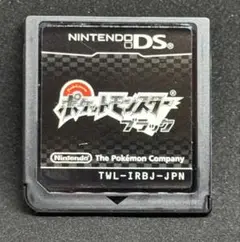 NINTENDO DS
ポケットモンスター
ブラック
Nintendo The Pokémon Company
TWL-IRBJ-JPN